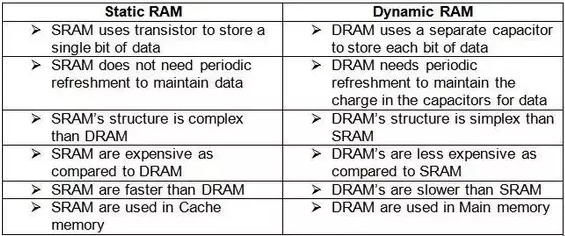 Static RAM
Dynamic RAM
➤ SRAM uses transistor to store a
single bit of data
➤ DRAM uses a separate capacitor
to store each bit of data
➤ SRAM does not need periodic
refreshment to maintain data
➤ DRAM needs periodic
refreshment to maintain the
charge in the capacitors for data
➤ SRAM's structure is complex
than DRAM
➤ DRAM's structure is simplex than
SRAM
➤ SRAM are expensive as
compared to DRAM
➤ DRAM's are less expensive as
compared to SRAM
➤ SRAM are faster than DRAM
➤ DRAM's are slower than SRAM
➤ SRAM are used in Cache
memory
➤ DRAM are used in Main memory